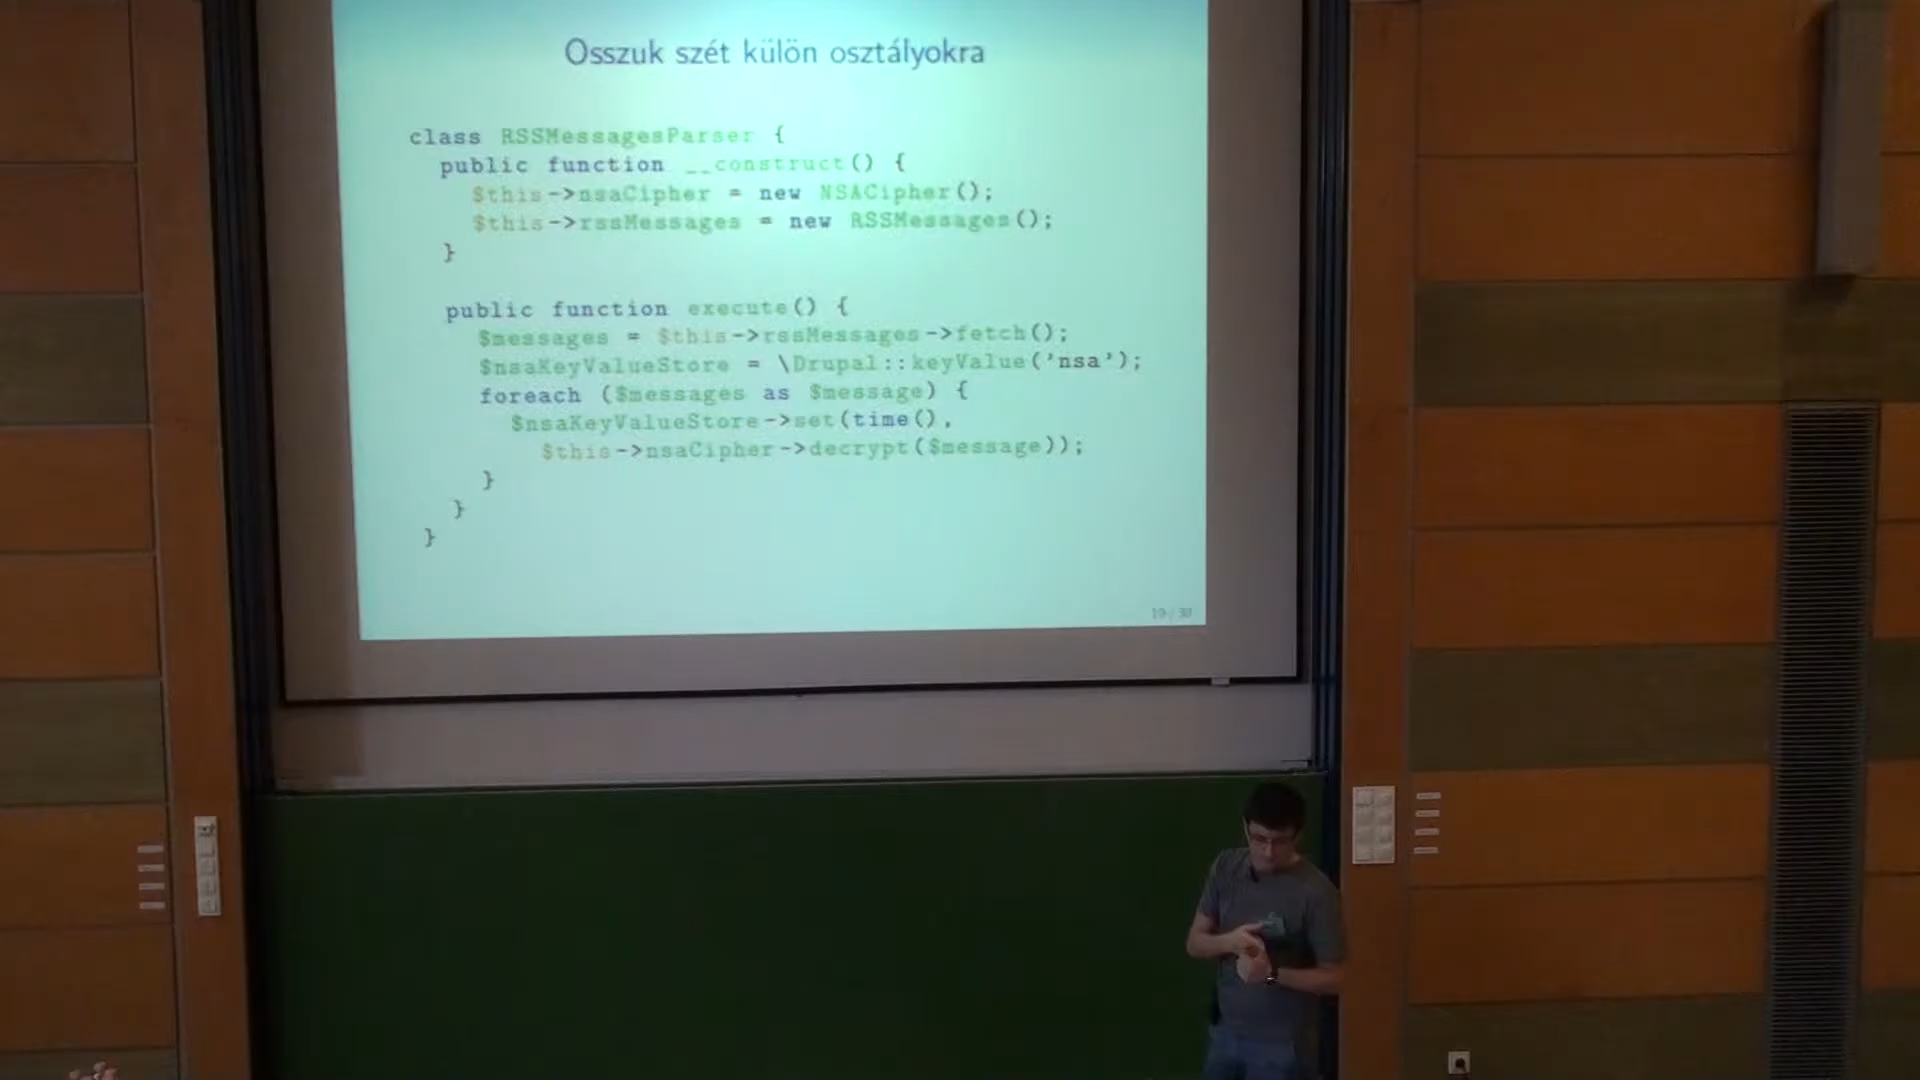 Osszuk szét külön osztályokra
class RSSMessagesParser {
public function __construct() {
$this->nsaCipher = new NSACipher();
$this->rssMessages = new RSSMessages();
}
public function execute() {
$messages = $this->rssMessages->fetch();
$nsaKeyValueStore = \Drupal::keyValue('nsa');
foreach ($messages as $message) {
$nsaKeyValueStore->set(time(),
$this->nsaCipher->decrypt($message));
}
}
}
19 / 30